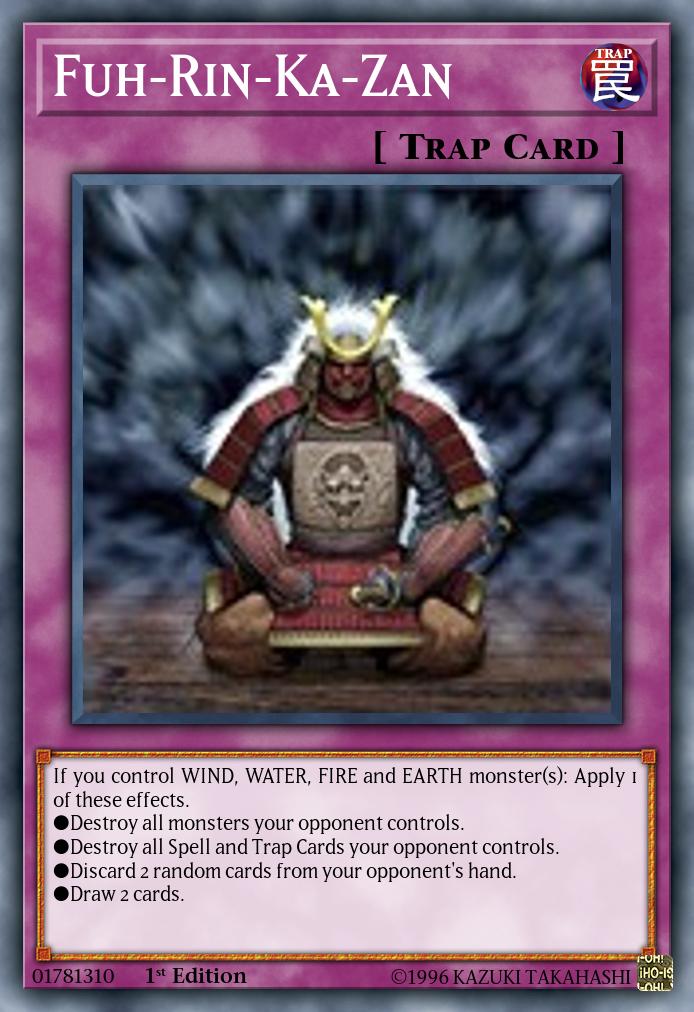 Fuh-Rin-Ka-Zan
TRAP
罠
[ Trap Card ]
If you control WIND, WATER, FIRE and EARTH monster(s): Apply 1
of these effects.
●Destroy all monsters your opponent controls.
●Destroy all Spell and Trap Cards your opponent controls.
●Discard 2 random cards from your opponent's hand.
●Draw 2 cards.
01781310 1st Edition ©1996 KAZUKI TAKAHASHI